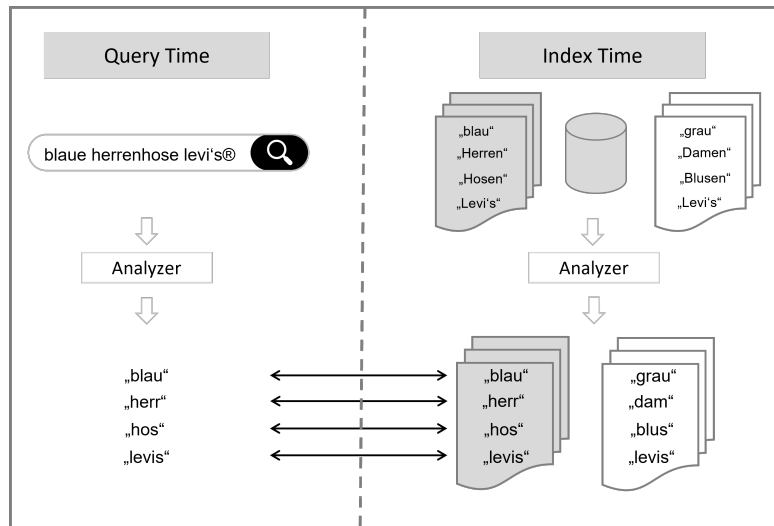 Query Time
blaue herrenhose levi‘s®
Analyzer
„blau“
„herr“
„hos“
„levis“
Index Time
„blau“
„Herren“
„Hosen“
„Levi‘s“
„grau“
„Damen“
„Blusen“
„Levi‘s“
Analyzer
„blau“
„herr“
„hos“
„levis“
„grau“
„dam“
„blus“
„levis“